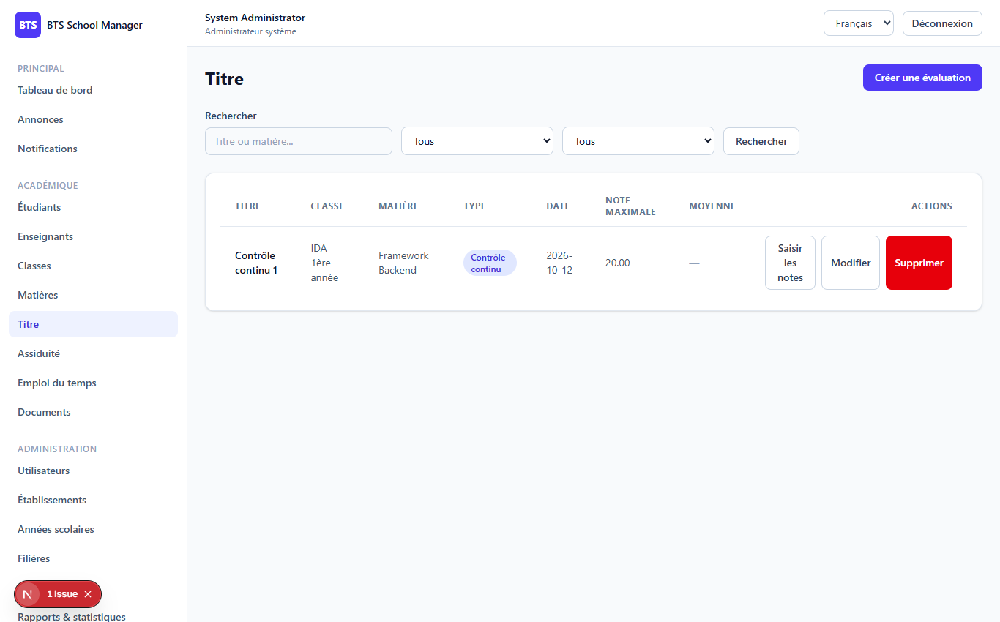 BTS
BTS School Manager
System Administrator
Administrateur système
Français
Déconnexion
PRINCIPAL
Tableau de bord
Annonces
Notifications
ACADÉMIQUE
Étudiants
Enseignants
Classes
Matières
Titre
Assiduité
Emploi du temps
Documents
ADMINISTRATION
Utilisateurs
Établissements
Années scolaires
Filières
N
1 Issue
Rapports & statistiques
Titre
Créer une évaluation
Rechercher
Titre ou matière...
Tous
Tous
Rechercher
TITRE
CLASSE
MATIÈRE
TYPE
DATE
NOTE
MAXIMALE
MOYENNE
ACTIONS
Contrôle
continu 1
IDA
1ère
année
Framework
Backend
Contrôle
continu
2026-
10-12
20.00
—
Saisir
les
notes
Modifier
Supprimer